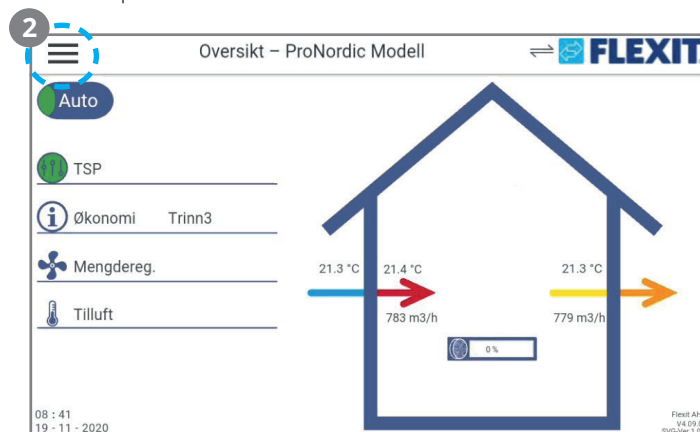 2
Oversikt – ProNordic Modell
FLEXIT
Auto
TSP
Økonomi Trinn3
Mengdereg.
Tilluft
21.3 °C
21.4 °C
21.3 °C
783 m3/h
779 m3/h
0 %
08 : 41
19 - 11 - 2020
Flexit AH
V4.09.